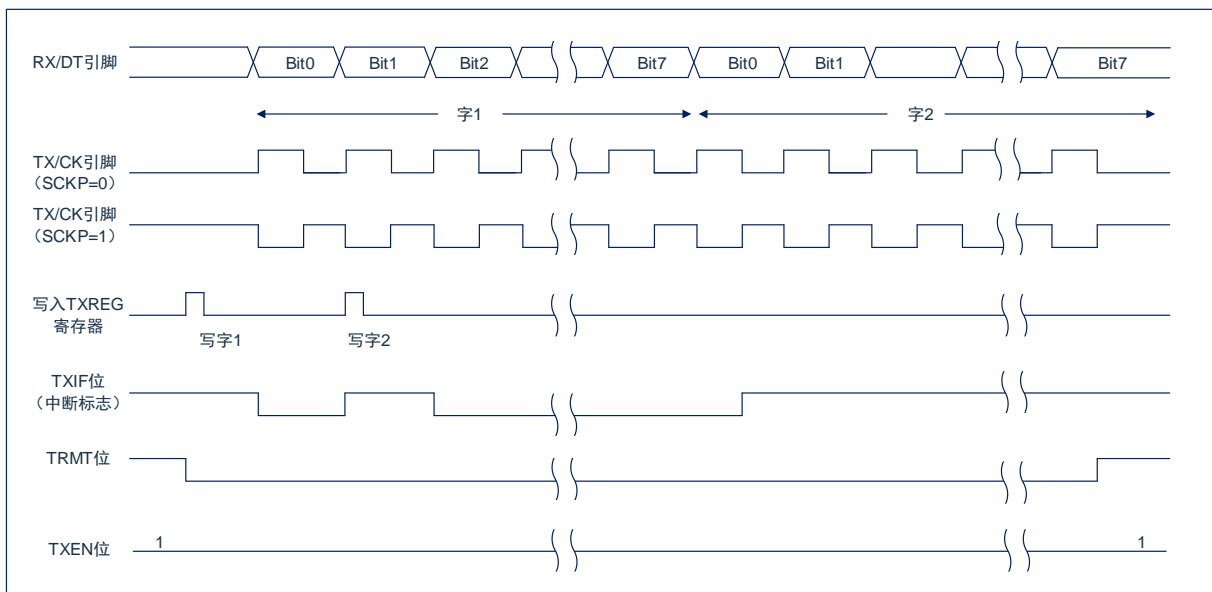 RX/DT引脚
Bit0 Bit1 Bit2 Bit7 Bit0 Bit1 Bit7
字1 字2
TX/CK引脚
（SCKP=0）
TX/CK引脚
（SCKP=1）
写入TXREG
寄存器
写字1 写字2
TXIF位
（中断标志）
TRMT位
TXEN位
1 1